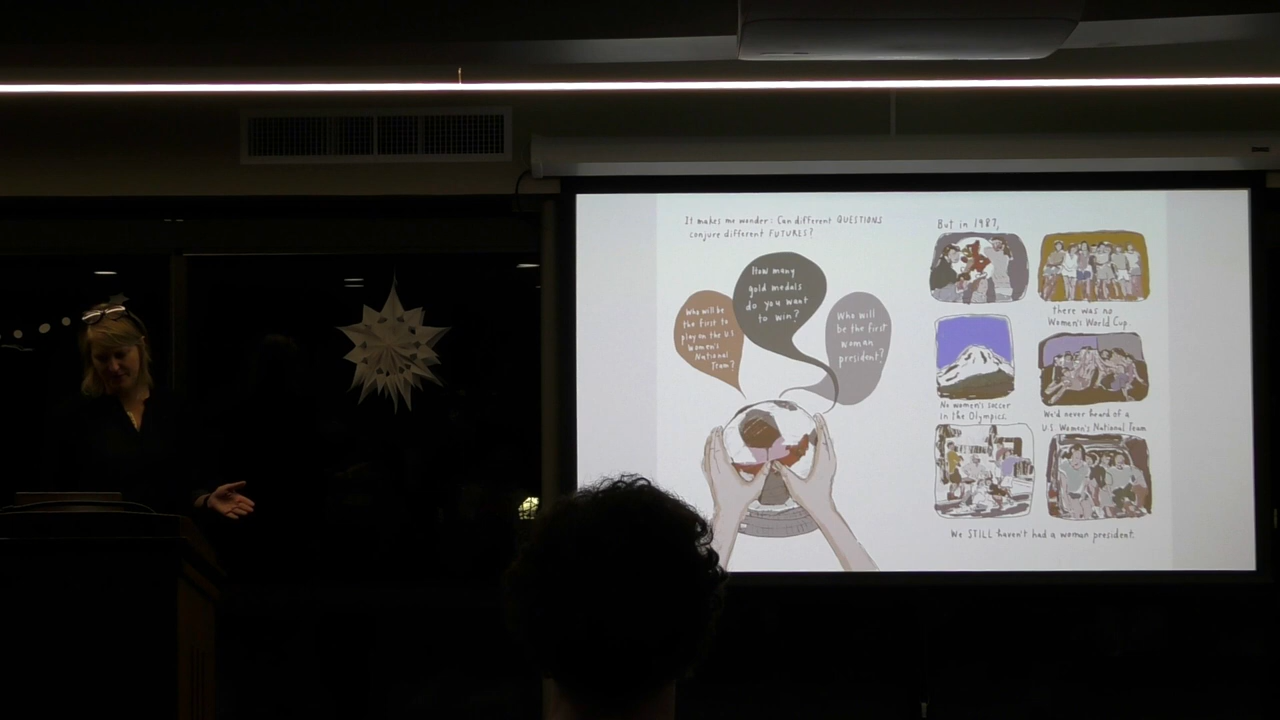 It makes me wonder: Can different QUESTIONS
conjure different FUTURES?
Who will be
the first to
play on the U.S.
Women's
National
Team?
How many
gold medals
do you want
to win?
Who will
be the first
woman
president?
But in 1987,
there was no
Women's World Cup.
No women's soccer
in the Olympics.
We'd never heard of a
U.S. Women's National Team
We STILL haven't had a woman president.